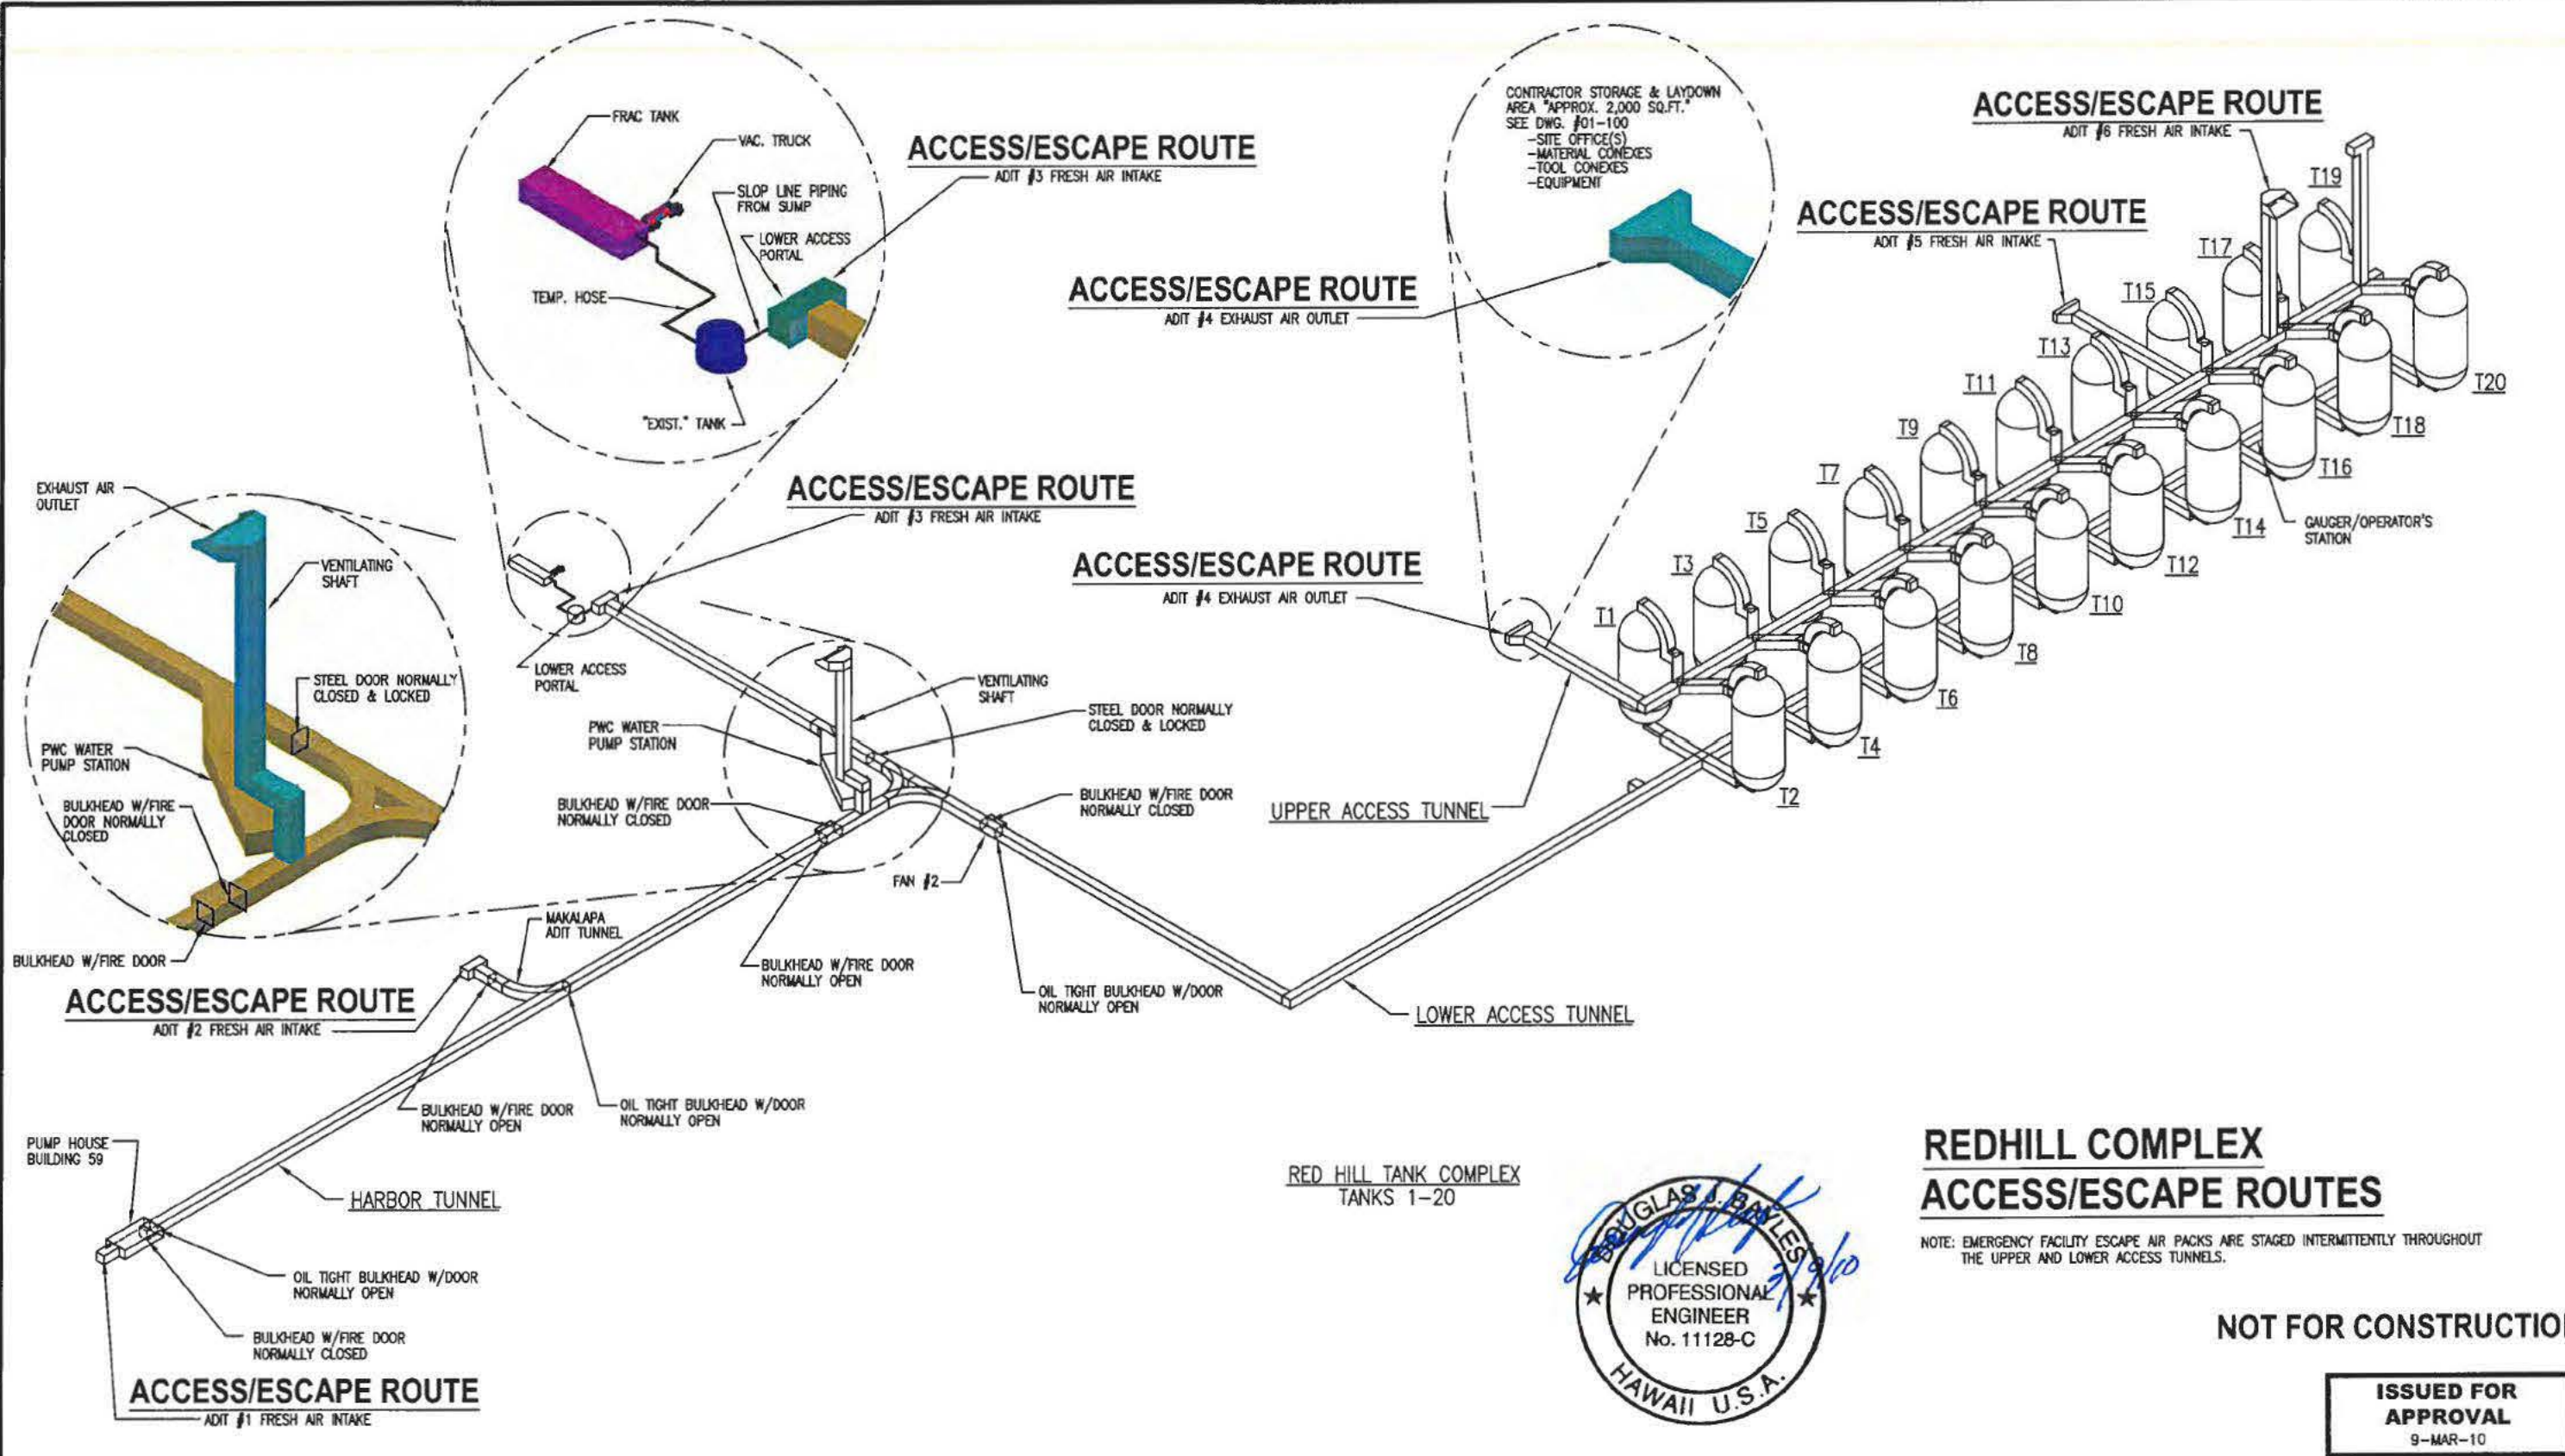 FRAC TANK
VAC. TRUCK
SLOP LINE PIPING
FROM SUMP
LOWER ACCESS
PORTAL
TEMP. HOSE
"EXIST." TANK
ACCESS/ESCAPE ROUTE
ADIT #3 FRESH AIR INTAKE
CONTRACTOR STORAGE & LAYDOWN
AREA "APPROX. 2,000 SQ.FT."
SEE DWG. #01-100
-SITE OFFICE(S)
-MATERIAL CONEXES
-TOOL CONEXES
-EQUIPMENT
ACCESS/ESCAPE ROUTE
ADIT #4 EXHAUST AIR OUTLET
ACCESS/ESCAPE ROUTE
ADIT #6 FRESH AIR INTAKE
ACCESS/ESCAPE ROUTE
ADIT #5 FRESH AIR INTAKE
T19
T17
T15
T13
T11
T9
T7
T5
T3
T1
T20
T18
T16
T14
T12
T10
T8
T6
T4
T2
GAUGER/OPERATOR'S
STATION
EXHAUST AIR
OUTLET
VENTILATING
SHAFT
STEEL DOOR NORMALLY
CLOSED & LOCKED
PWC WATER
PUMP STATION
BULKHEAD W/FIRE
DOOR NORMALLY
CLOSED
BULKHEAD W/FIRE DOOR
ACCESS/ESCAPE ROUTE
ADIT #3 FRESH AIR INTAKE
LOWER ACCESS
PORTAL
ACCESS/ESCAPE ROUTE
ADIT #4 EXHAUST AIR OUTLET
VENTILATING
SHAFT
PWC WATER
PUMP STATION
STEEL DOOR NORMALLY
CLOSED & LOCKED
BULKHEAD W/FIRE DOOR
NORMALLY CLOSED
BULKHEAD W/FIRE DOOR
NORMALLY CLOSED
UPPER ACCESS TUNNEL
FAN #2
MAKALAPA
ADIT TUNNEL
BULKHEAD W/FIRE DOOR
NORMALLY OPEN
OIL TIGHT BULKHEAD W/DOOR
NORMALLY OPEN
LOWER ACCESS TUNNEL
ACCESS/ESCAPE ROUTE
ADIT #2 FRESH AIR INTAKE
BULKHEAD W/FIRE DOOR
NORMALLY OPEN
OIL TIGHT BULKHEAD W/DOOR
NORMALLY OPEN
PUMP HOUSE
BUILDING 59
HARBOR TUNNEL
OIL TIGHT BULKHEAD W/DOOR
NORMALLY OPEN
BULKHEAD W/FIRE DOOR
NORMALLY CLOSED
ACCESS/ESCAPE ROUTE
ADIT #1 FRESH AIR INTAKE
RED HILL TANK COMPLEX
TANKS 1-20
DOUGLAS J. BAYLES
LICENSED
PROFESSIONAL
ENGINEER
No. 11128-C
HAWAII U.S.A.
3/9/10
REDHILL COMPLEX
ACCESS/ESCAPE ROUTES
NOTE: EMERGENCY FACILITY ESCAPE AIR PACKS ARE STAGED INTERMITTENTLY THROUGHOUT
THE UPPER AND LOWER ACCESS TUNNELS.
NOT FOR CONSTRUCTIO
ISSUED FOR
APPROVAL
9-MAR-10